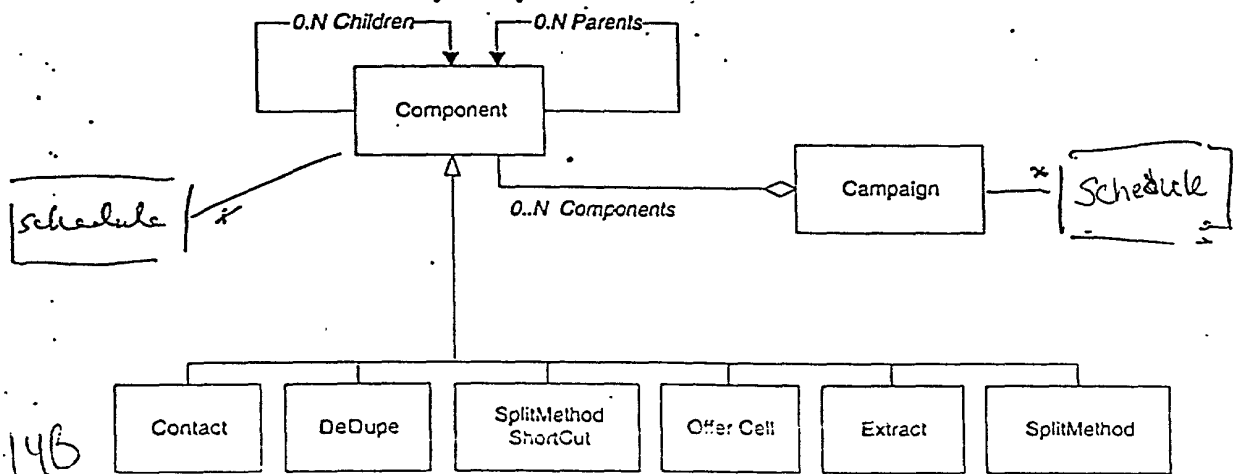 0.N Children
0.N Parents
Component
schedule
0..N Components
Campaign
Schedule
Contact
DeDupe
SplitMethod
ShortCut
Offer Cell
Extract
SplitMethod
146